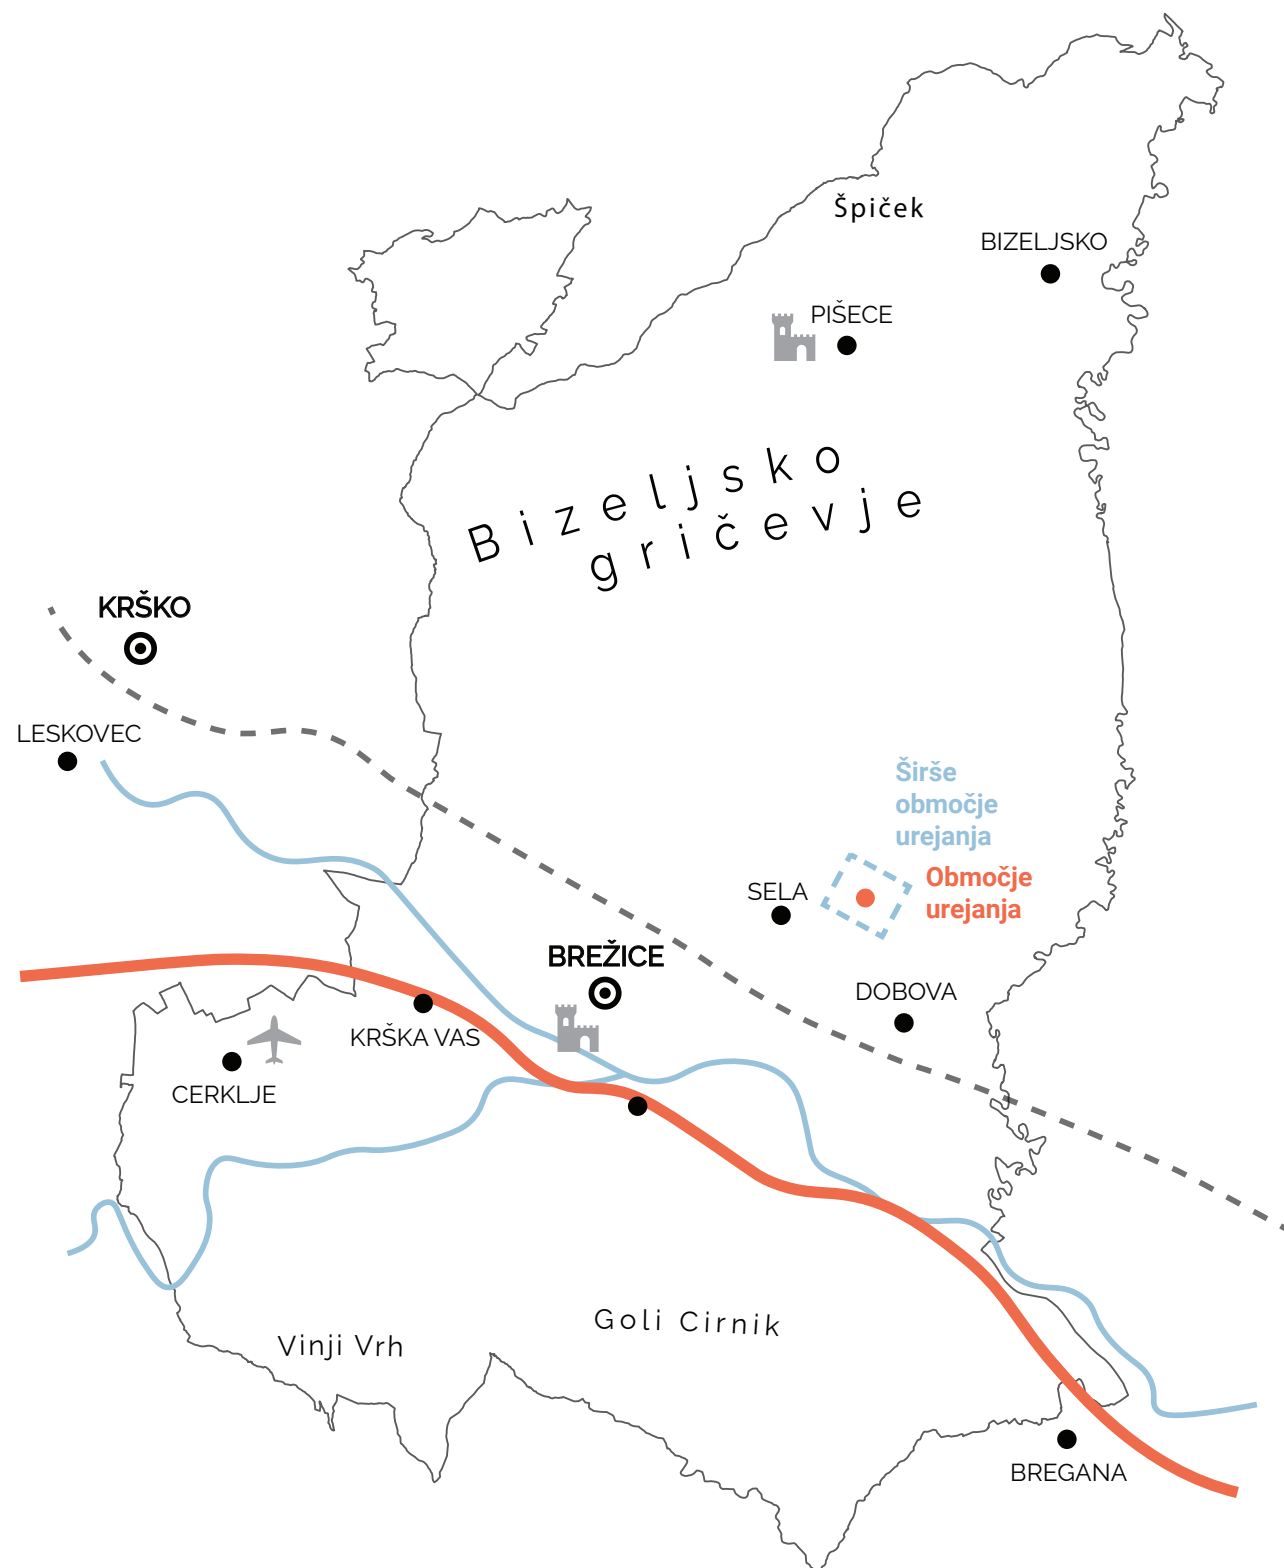 Špiček
BIZELJSKO
PIŠECE
Bizeljsko
gričevje
KRŠKO
LESKOVEC
Širše
območje
urejanja
Območje
urejanja
SELA
BREŽICE
DOBOVA
KRŠKA VAS
CERKLJE
Goli Cirnik
Vinji Vrh
BREGANA